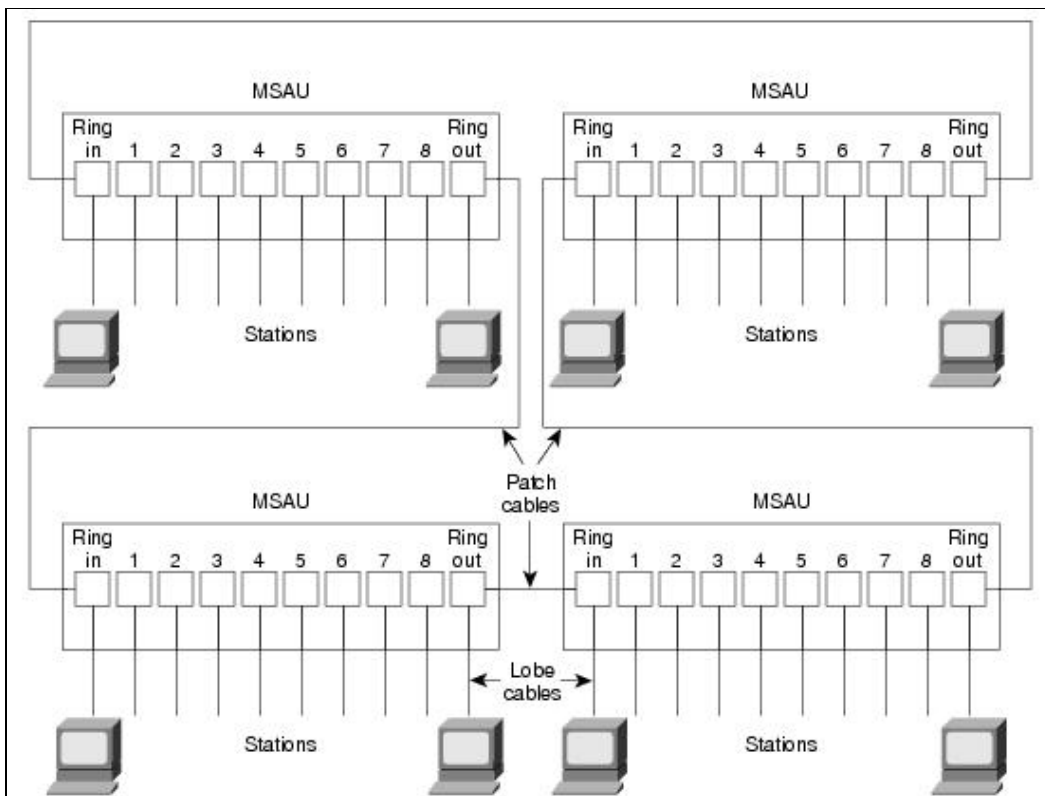 MSAU
Ring in 1 2 3 4 5 6 7 8 Ring out
Stations
MSAU
Ring in 1 2 3 4 5 6 7 8 Ring out
Stations
Patch
cables
MSAU
Ring in 1 2 3 4 5 6 7 8 Ring out
Stations
Lobe
cables
MSAU
Ring in 1 2 3 4 5 6 7 8 Ring out
Stations